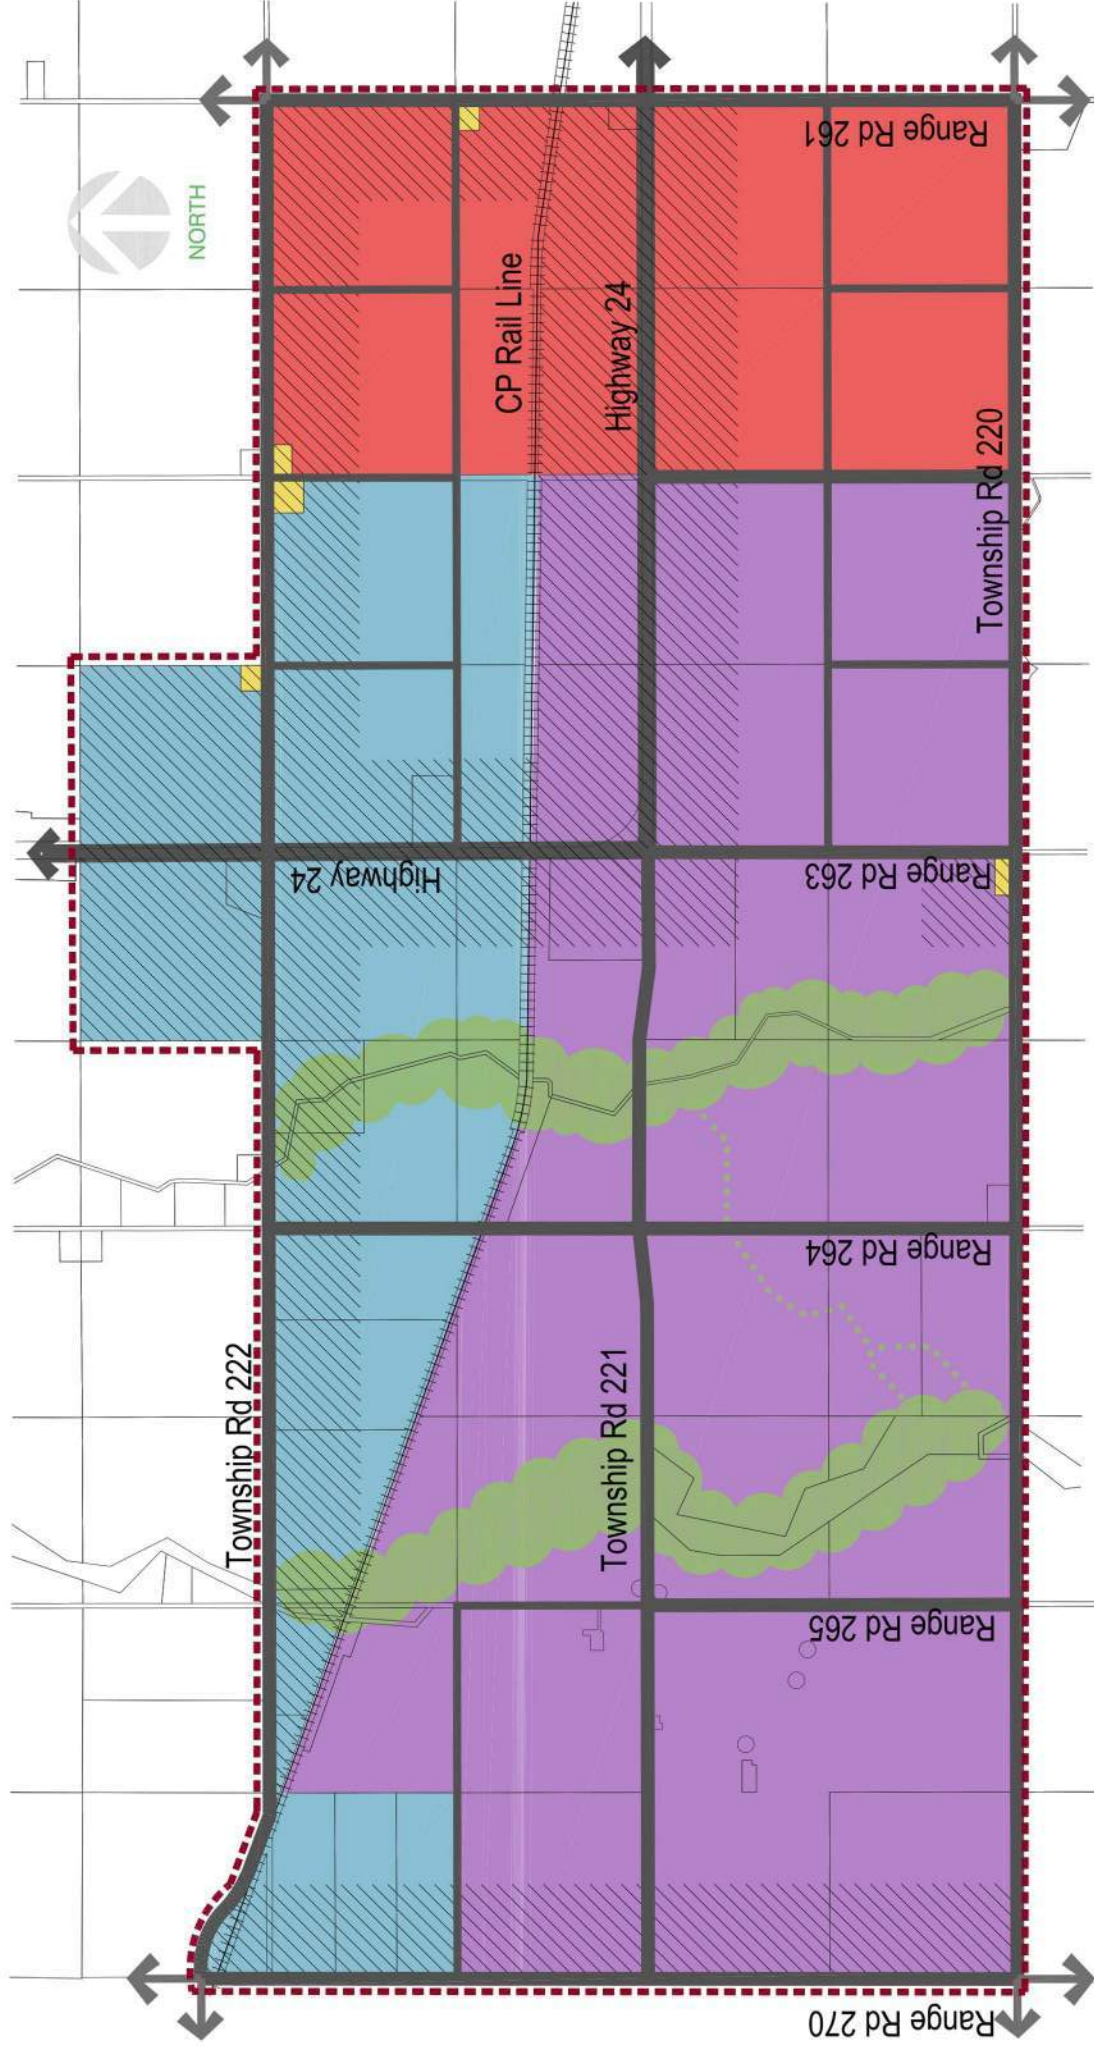 NORTH
Range Rd 261
CP Rail Line
Highway 24
Township Rd 220
Highway 24
Range Rd 263
Range Rd 264
Township Rd 222
Township Rd 221
Range Rd 265
Range Rd 270